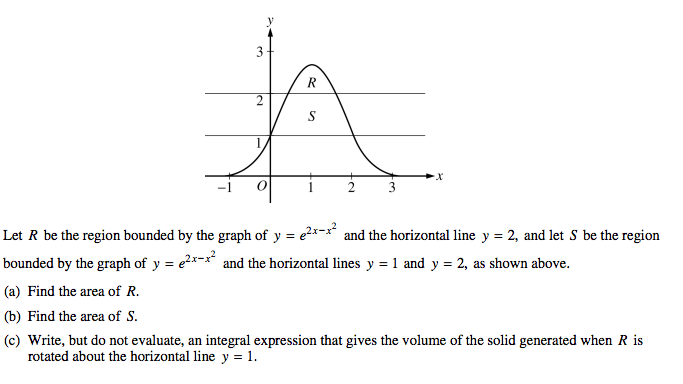 y
3
R
2
S
1
-1 O 1 2 3 x
Let R be the region bounded by the graph of y = e^{2x−x^2} and the horizontal line y = 2, and let S be the region
bounded by the graph of y = e^{2x−x^2} and the horizontal lines y = 1 and y = 2, as shown above.
(a) Find the area of R.
(b) Find the area of S.
(c) Write, but do not evaluate, an integral expression that gives the volume of the solid generated when R is
rotated about the horizontal line y = 1.